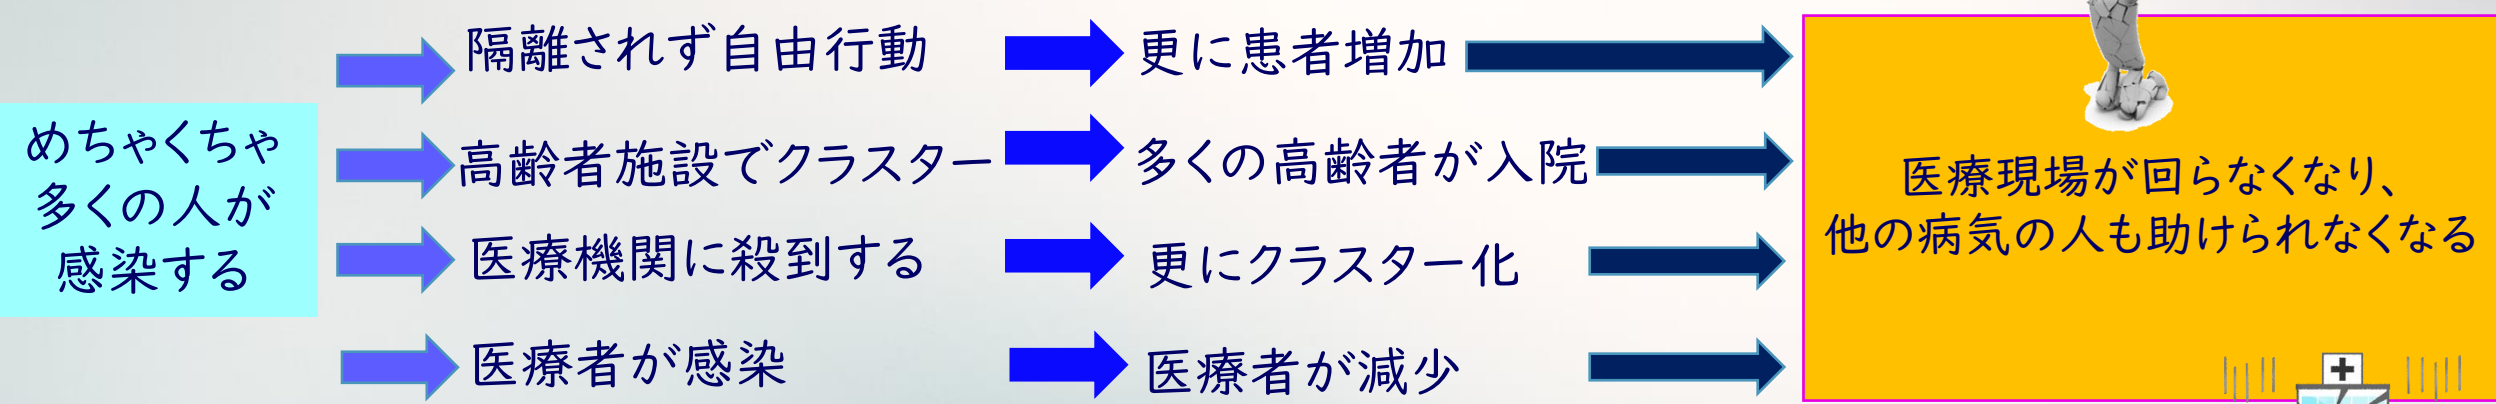 めちゃくちゃ
多くの人が
感染する
隔離されず自由行動
更に患者増加
高齢者施設でクラスター
多くの高齢者が入院
医療機関に殺到する
更にクラスター化
医療者が感染
医療者が減少
医療現場が回らなくなり、
他の病気の人も助けられなくなる